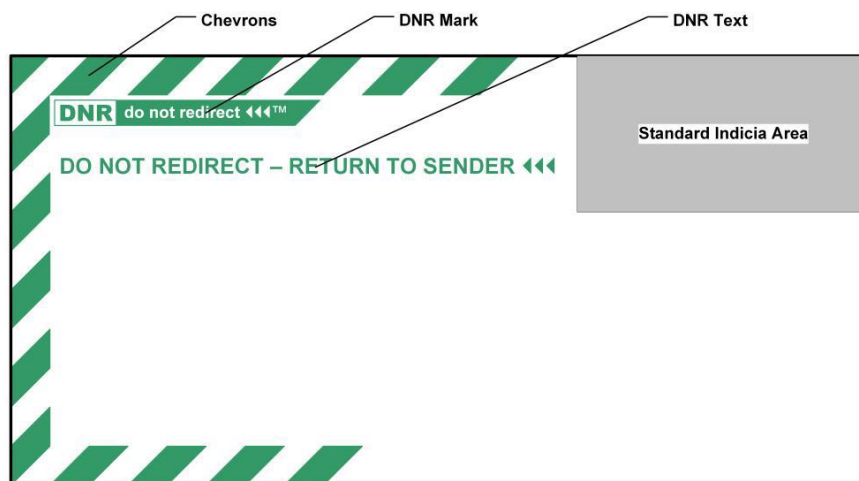 Chevrons DNR Mark DNR Text
DNR do not redirect ◀◀◀™
Standard Indicia Area
DO NOT REDIRECT – RETURN TO SENDER ◀◀◀